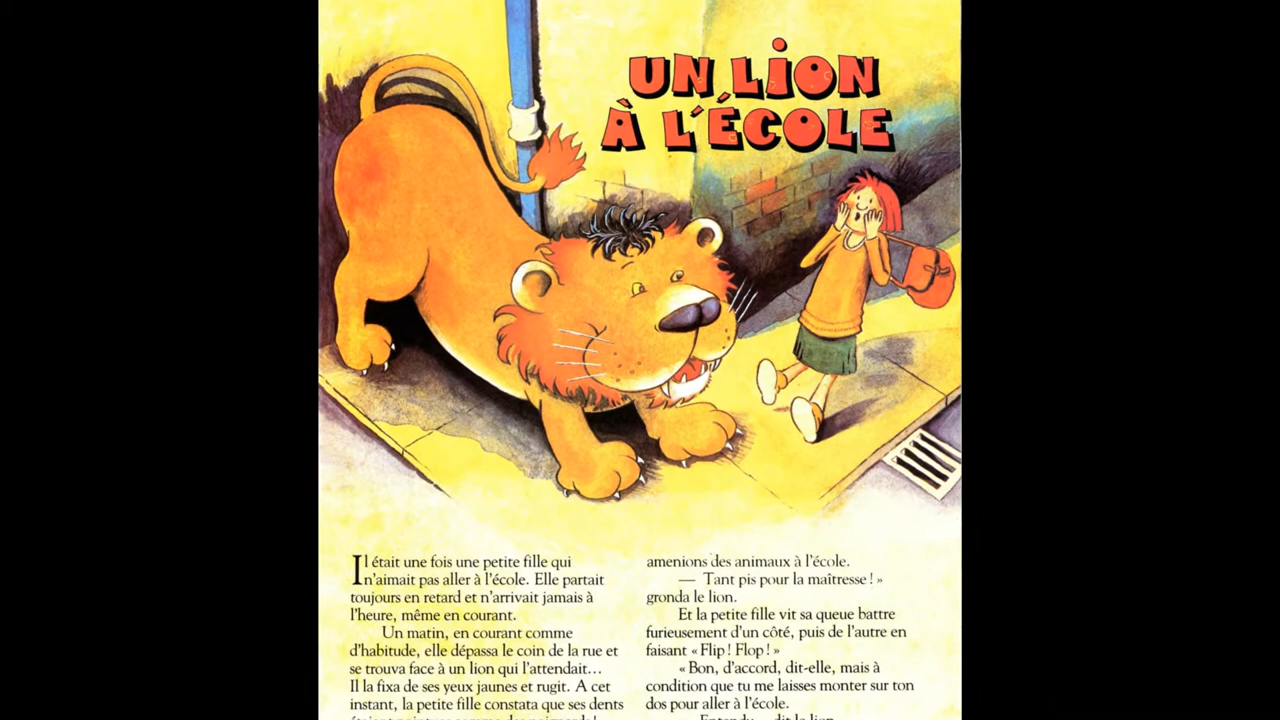 UN LION
À L'ÉCOLE
Il était une fois une petite fille qui
n'aimait pas aller à l'école. Elle partait
toujours en retard et n'arrivait jamais à
l'heure, même en courant.
Un matin, en courant comme
d'habitude, elle dépassa le coin de la rue et
se trouva face à un lion qui l'attendait…
Il la fixa de ses yeux jaunes et rugit. A cet
instant, la petite fille constata que ses dents
amenions des animaux à l'école.
— Tant pis pour la maîtresse ! »
gronda le lion.
Et la petite fille vit sa queue battre
furieusement d'un côté, puis de l'autre en
faisant « Flip ! Flop ! »
« Bon, d'accord, dit-elle, mais à
condition que tu me laisses monter sur ton
dos pour aller à l'école.